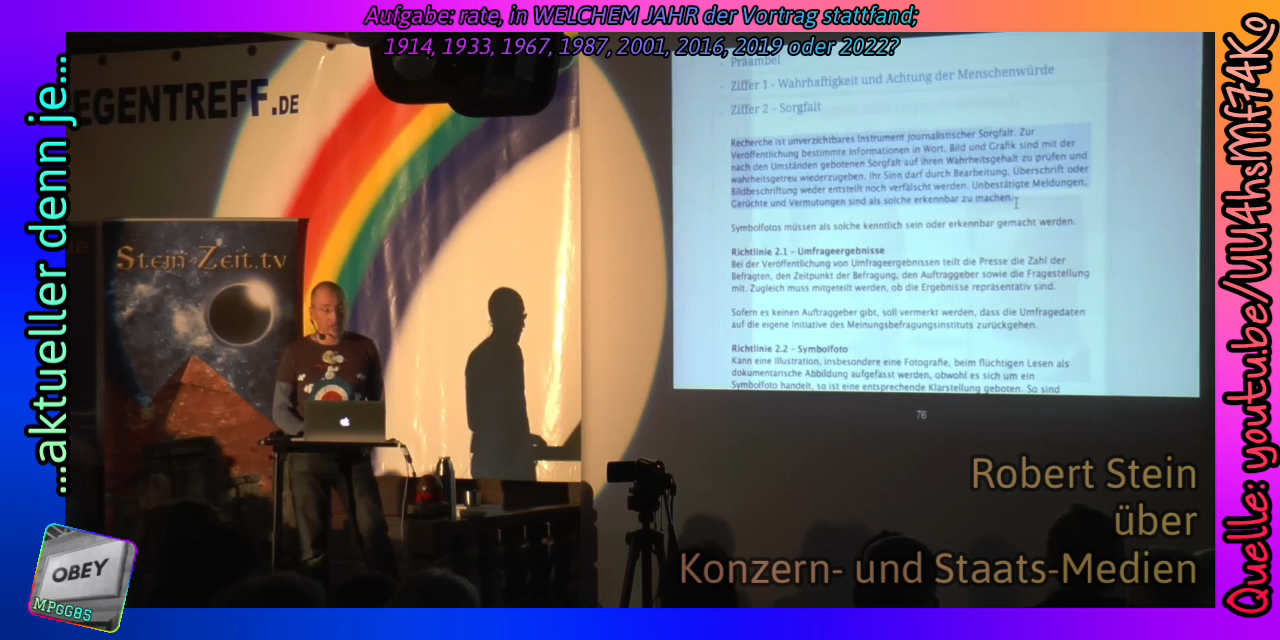 Aufgabe: rate, in WELCHEM JAHR der Vortrag stattfand;
1914, 1933, 1967, 1987, 2001, 2016, 2019 oder 2022?
...aktueller denn je...
EGENTREFF.DE
Stein-Zeit.tv
Präambel
Ziffer 1 - Wahrhaftigkeit und Achtung der Menschenwürde
Ziffer 2 – Sorgfalt
Recherche ist unverzichtbares Instrument journalistischer Sorgfalt. Zur
Veröffentlichung bestimmte Informationen in Wort, Bild und Grafik sind mit der
nach den Umständen gebotenen Sorgfalt auf ihren Wahrheitsgehalt zu prüfen und
wahrheitsgetreu wiederzugeben. Ihr Sinn darf durch Bearbeitung, Überschrift oder
Bildbeschriftung weder entstellt noch verfälscht werden. Unbestätigte Meldungen,
Gerüchte und Vermutungen sind als solche erkennbar zu machen.
Symbolfotos müssen als solche kenntlich sein oder erkennbar gemacht werden.
Richtlinie 2.1 – Umfrageergebnisse
Bei der Veröffentlichung von Umfrageergebnissen teilt die Presse die Zahl der
Befragten, den Zeitpunkt der Befragung, den Auftraggeber sowie die Fragestellung
mit. Zugleich muss mitgeteilt werden, ob die Ergebnisse repräsentativ sind.
Sofern es keinen Auftraggeber gibt, soll vermerkt werden, dass die Umfragedaten
auf die eigene Initiative des Meinungsbefragungsinstituts zurückgehen.
Richtlinie 2.2 – Symbolfoto
Kann eine Illustration, insbesondere eine Fotografie, beim flüchtigen Lesen als
dokumentarische Abbildung aufgefasst werden, obwohl es sich um ein
Symbolfoto handelt, so ist eine entsprechende Klarstellung geboten. So sind
76
Robert Stein
über
Konzern- und Staats-Medien
OBEY
MPGG85
Quelle: youtu.be/UU4hsMf74Ko